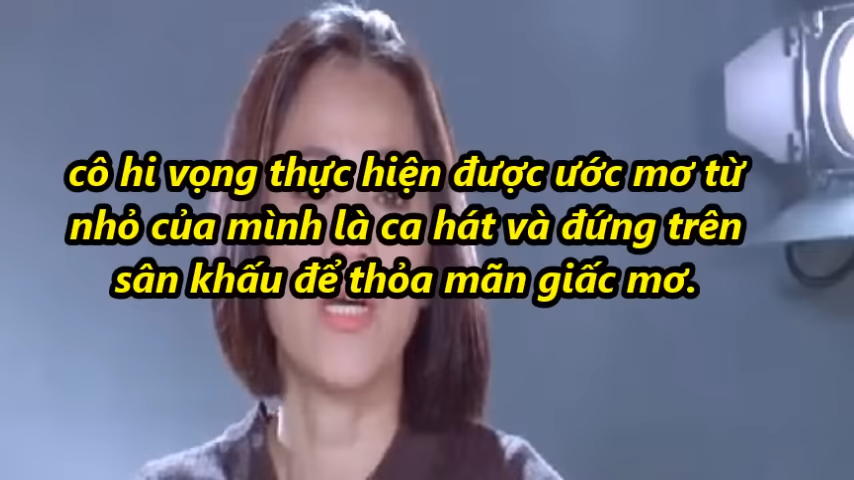 cô hi vọng thực hiện được ước mơ từ
nhỏ của mình là ca hát và đứng trên
sân khấu để thỏa mãn giấc mơ.